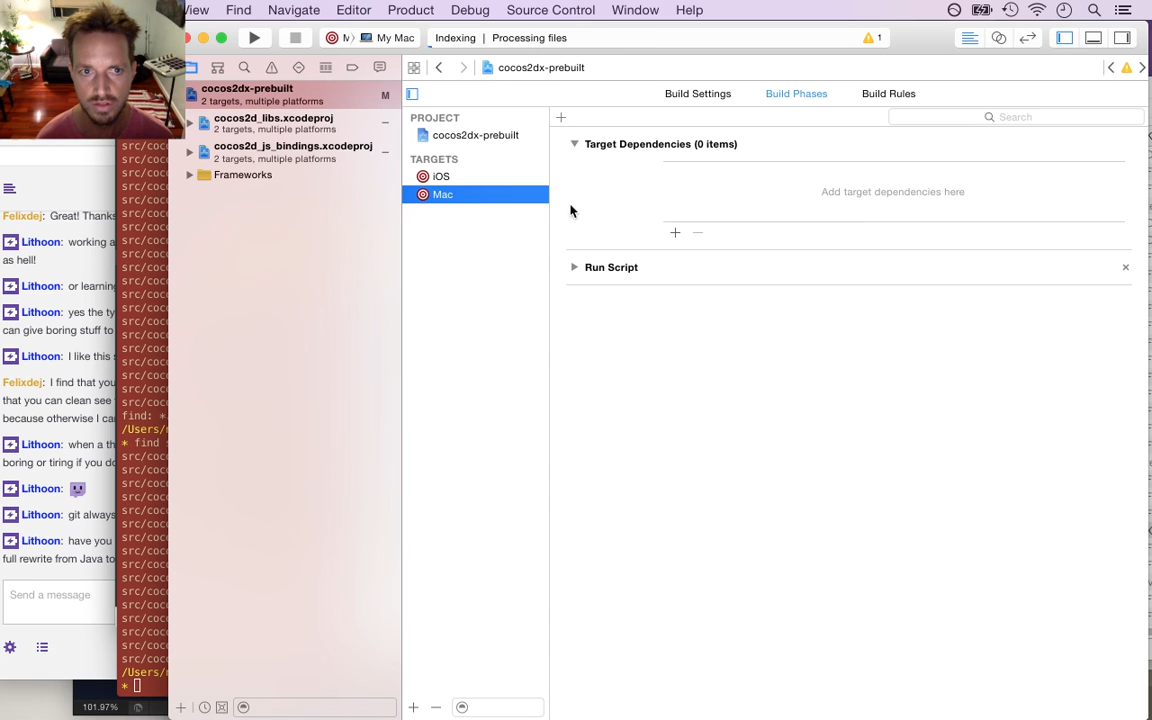 View Find Navigate Editor Product Debug Source Control Window Help
My Mac
Indexing | Processing files
1
cocos2dx-prebuilt
2 targets, multiple platforms
M
cocos2d_libs.xcodeproj
2 targets, multiple platforms
cocos2d_js_bindings.xcodeproj
2 targets, multiple platforms
Frameworks
cocos2dx-prebuilt
Build Settings
Build Phases
Build Rules
PROJECT
cocos2dx-prebuilt
TARGETS
iOS
Mac
Search
Target Dependencies (0 items)
Add target dependencies here
Run Script
Felixdej: Great! Thanks
Lithoon: working a
as hell!
Lithoon: or learning
Lithoon: yes the ty
can give boring stuff to
Lithoon: I like this s
Felixdej: I find that you
that you can clean see
because otherwise I can
Lithoon: when a th
boring or tiring if you do
Lithoon:
Lithoon: git always
Lithoon: have you
full rewrite from Java to
Send a message
find: *
/Users/
* find s
/Users/
*
101.97%